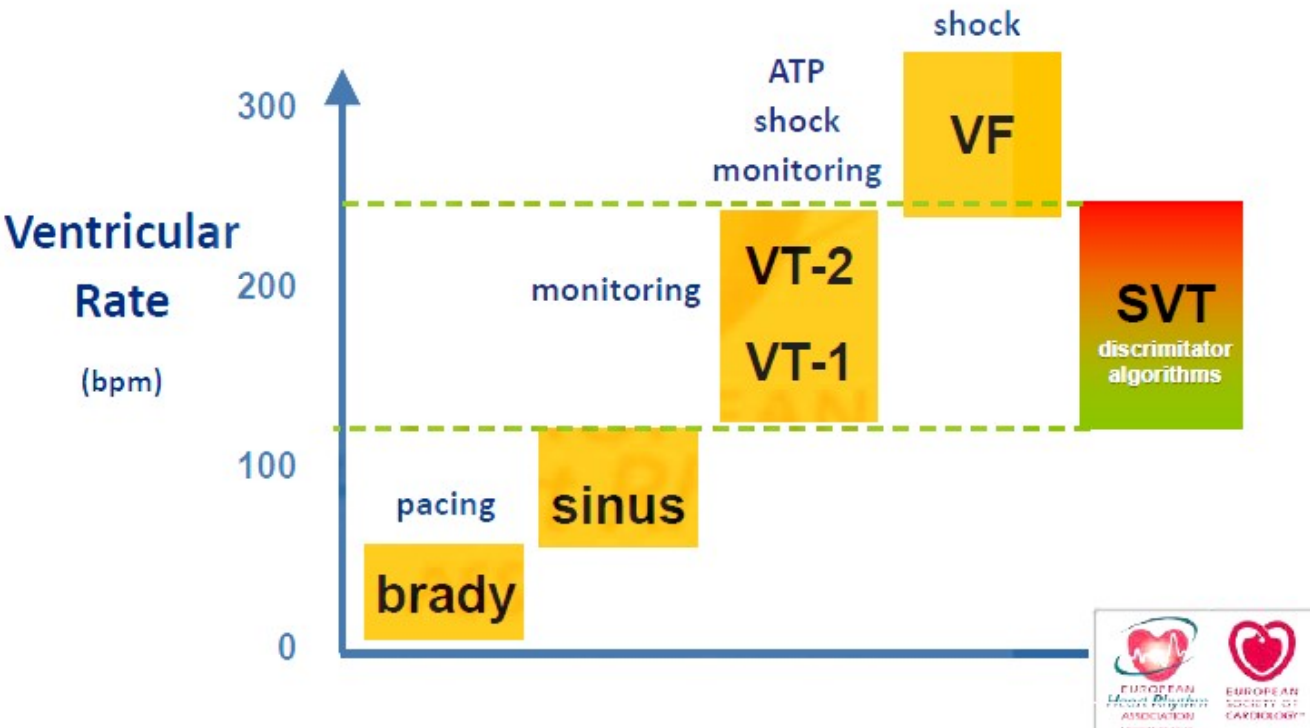 shock
ATP
shock
monitoring
VF
300
Ventricular
Rate
(bpm)
200
monitoring
VT-2
VT-1
SVT
discrimitator
algorithms
100
pacing
sinus
brady
0
EUROPEAN
Heart Rhythm
ASSOCIATION
EUROPEAN
SOCIETY OF
CARDIOLOGY